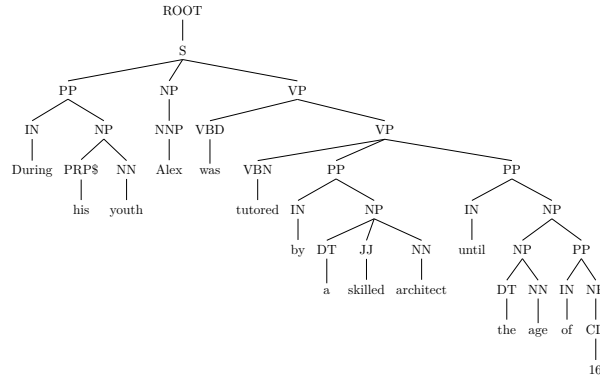 ROOT
S
PP NP VP
IN NP NNP VBD VP
During PRP$ NN Alex was VBN PP PP
his youth tutored IN NP IN NP
by DT JJ NN until NP PP
a skilled architect DT NN IN
the age of
16